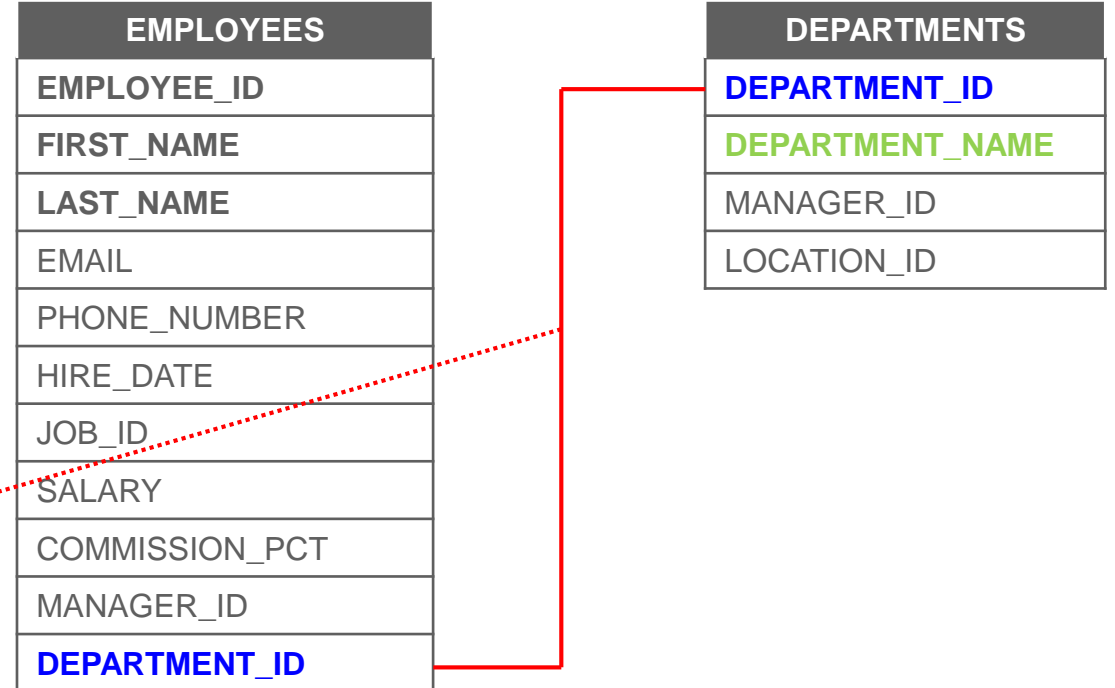 EMPLOYEES
EMPLOYEE_ID
FIRST_NAME
LAST_NAME
EMAIL
PHONE_NUMBER
HIRE_DATE
JOB_ID
SALARY
COMMISSION_PCT
MANAGER_ID
DEPARTMENT_ID
DEPARTMENTS
DEPARTMENT_ID
DEPARTMENT_NAME
MANAGER_ID
LOCATION_ID